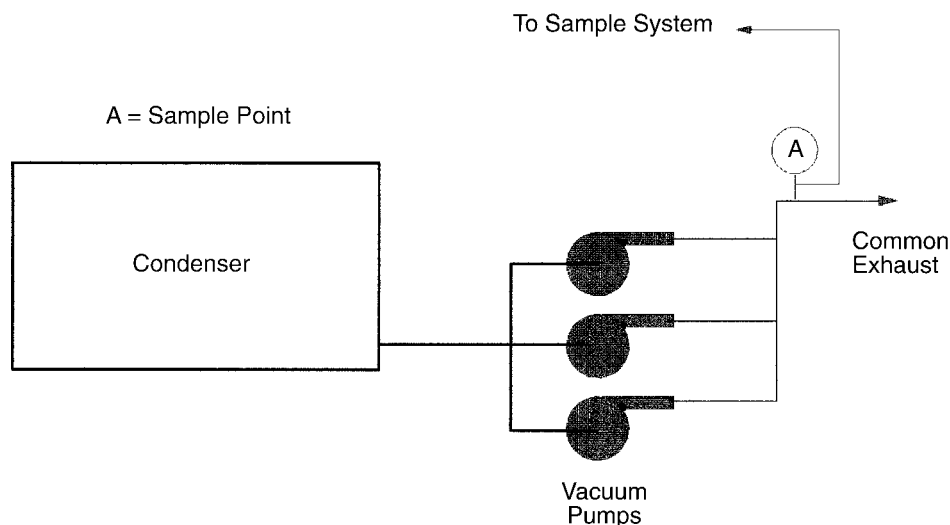 To Sample System
A = Sample Point
A
Condenser
Common
Exhaust
Vacuum
Pumps